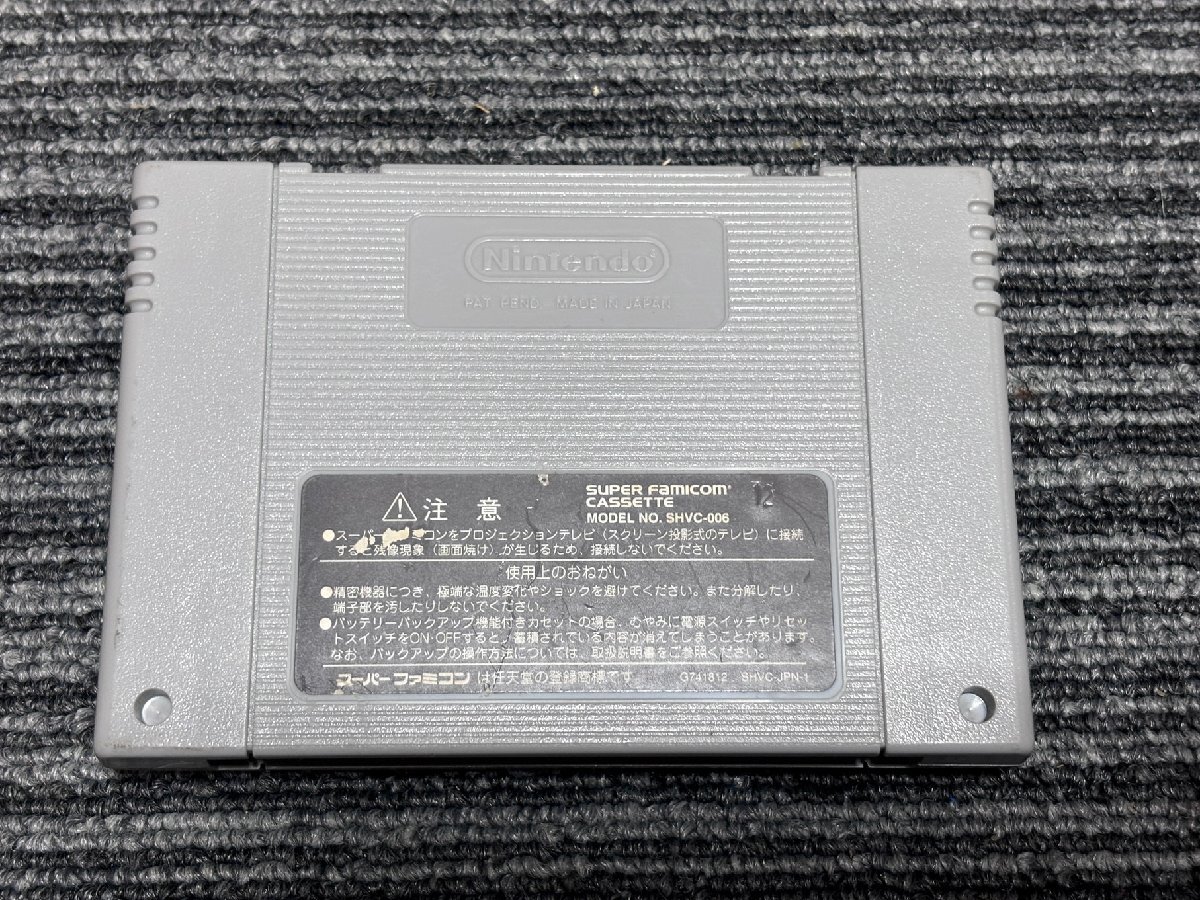 Nintendo®
PAT. PEND. MADE IN JAPAN
注意
SUPER FAMICOM®
CASSETTE
MODEL NO. SHVC-006
12
●スーパー ミコンをプロジェクションテレビ(スクリーン投影式のテレビ)に接続
すると残像現象(画面焼け)が生じるため、接続しないでください。
使用上のおねがい
●精密機器につき、極端な温度変化やショックを避けてください。また分解したり、
端子部を汚したりしないでください。
●バッテリーバックアップ機能付きカセットの場合、むやみに電源スイッチやリセッ
トスイッチをON·OFFすると、蓄積されている内容が消えてしまうことがあります。
なお、バックアップの操作方法については、取扱説明書をご参照ください。
スーパーファミコン は任天堂の登録商標です。 G741812 SHVC-JPN-1